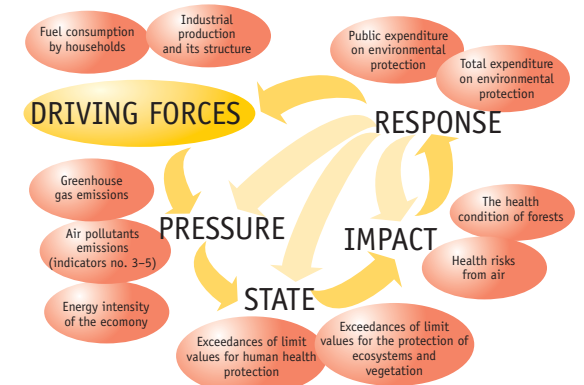 Fuel consumption
by households
Industrial
production
and its structure
Public expenditure
on environmental
protection
Total expenditure
on environmental
protection
DRIVING FORCES
RESPONSE
Greenhouse
gas emissions
Air pollutants
emissions
(indicators no. 3–5)
Energy intensity
of the ecomony
PRESSURE
IMPACT
The health
condition of forests
Health risks
from air
STATE
Exceedances of limit
values for human health
protection
Exceedances of limit
values for the protection of
ecosystems and
vegetation